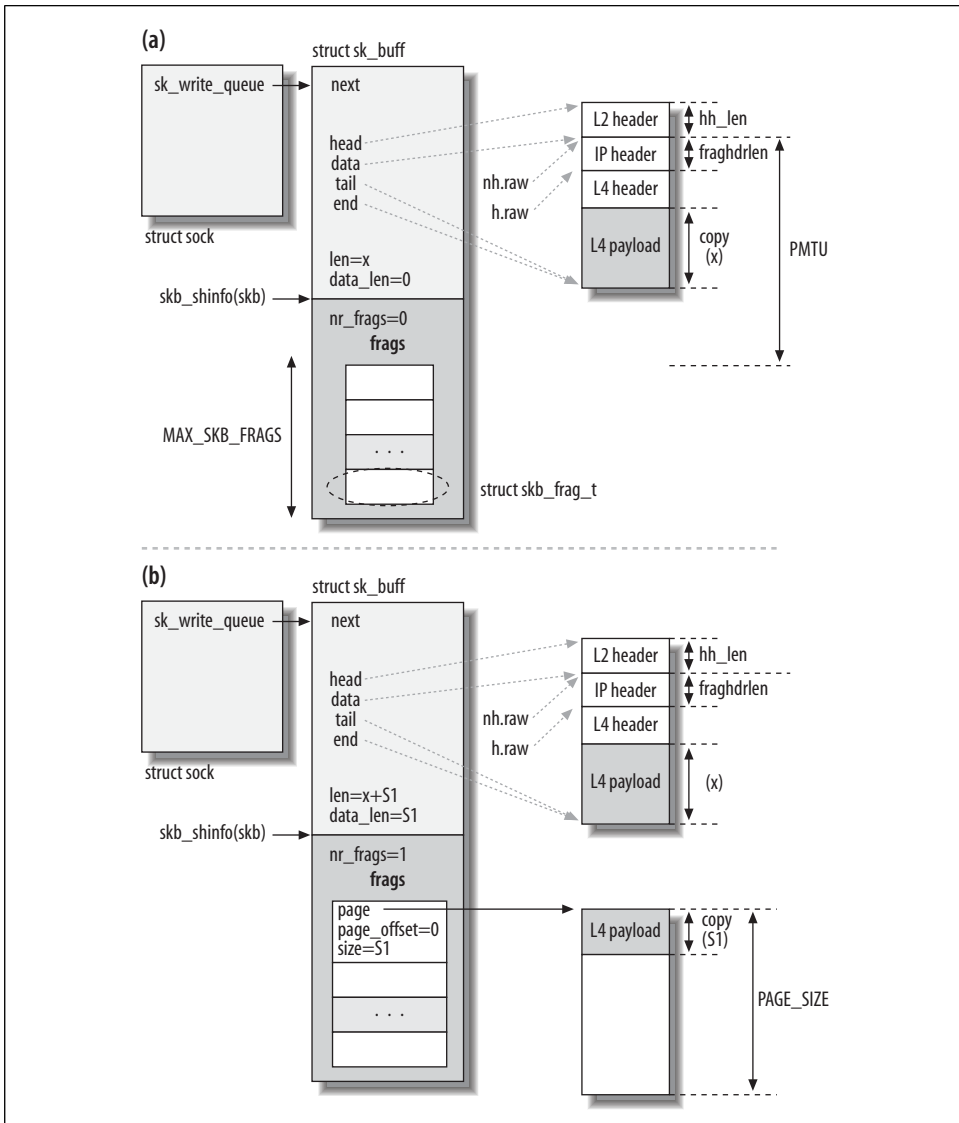 (a)
struct sk_buff
sk_write_queue
next
head
data
tail
end
nh.raw
h.raw
L2 header
IP header
L4 header
L4 payload
hh_len
fraghdrlen
copy
(x)
PMTU
struct sock
len=x
data_len=0
skb_shinfo(skb)
nr_frags=0
frags
MAX_SKB_FRAGS
. . .
struct skb_frag_t
(b)
struct sk_buff
sk_write_queue
next
head
data
tail
end
nh.raw
h.raw
L2 header
IP header
L4 header
L4 payload
hh_len
fraghdrlen
(x)
struct sock
len=x+S1
data_len=S1
skb_shinfo(skb)
nr_frags=1
frags
page
page_offset=0
size=S1
. . .
L4 payload
copy
(S1)
PAGE_SIZE